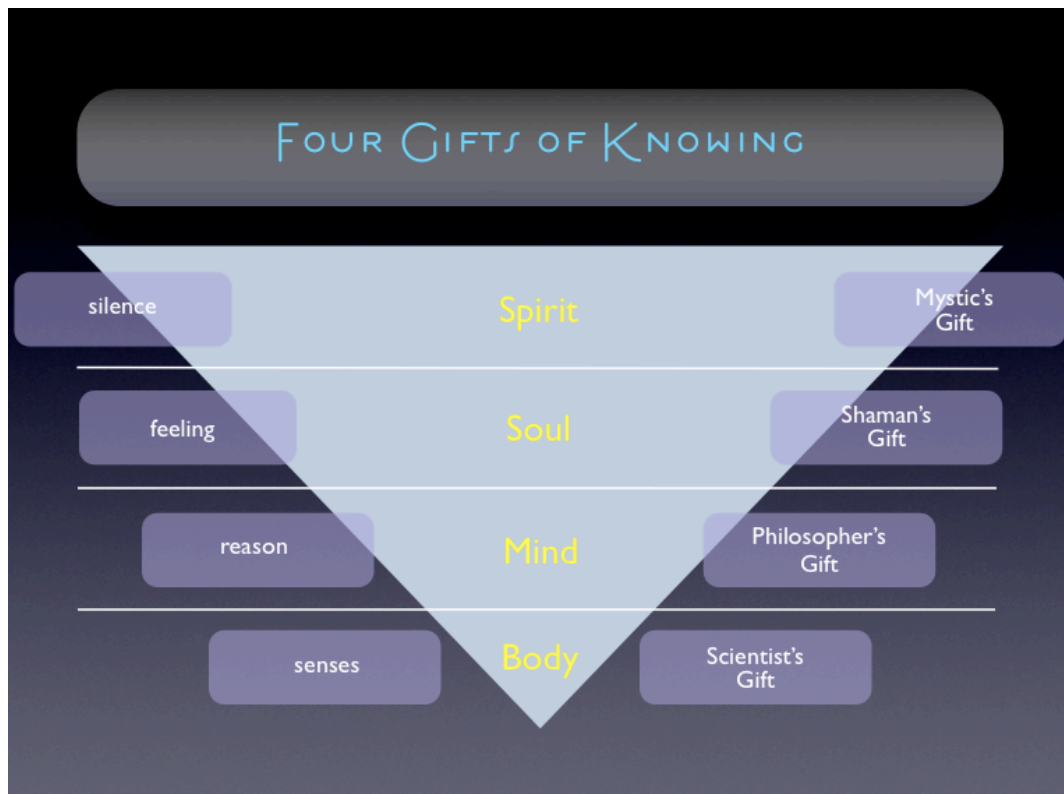 Four Gifts of Knowing
silence
Spirit
Mystic's
Gift
feeling
Soul
Shaman's
Gift
reason
Mind
Philosopher's
Gift
senses
Body
Scientist's
Gift